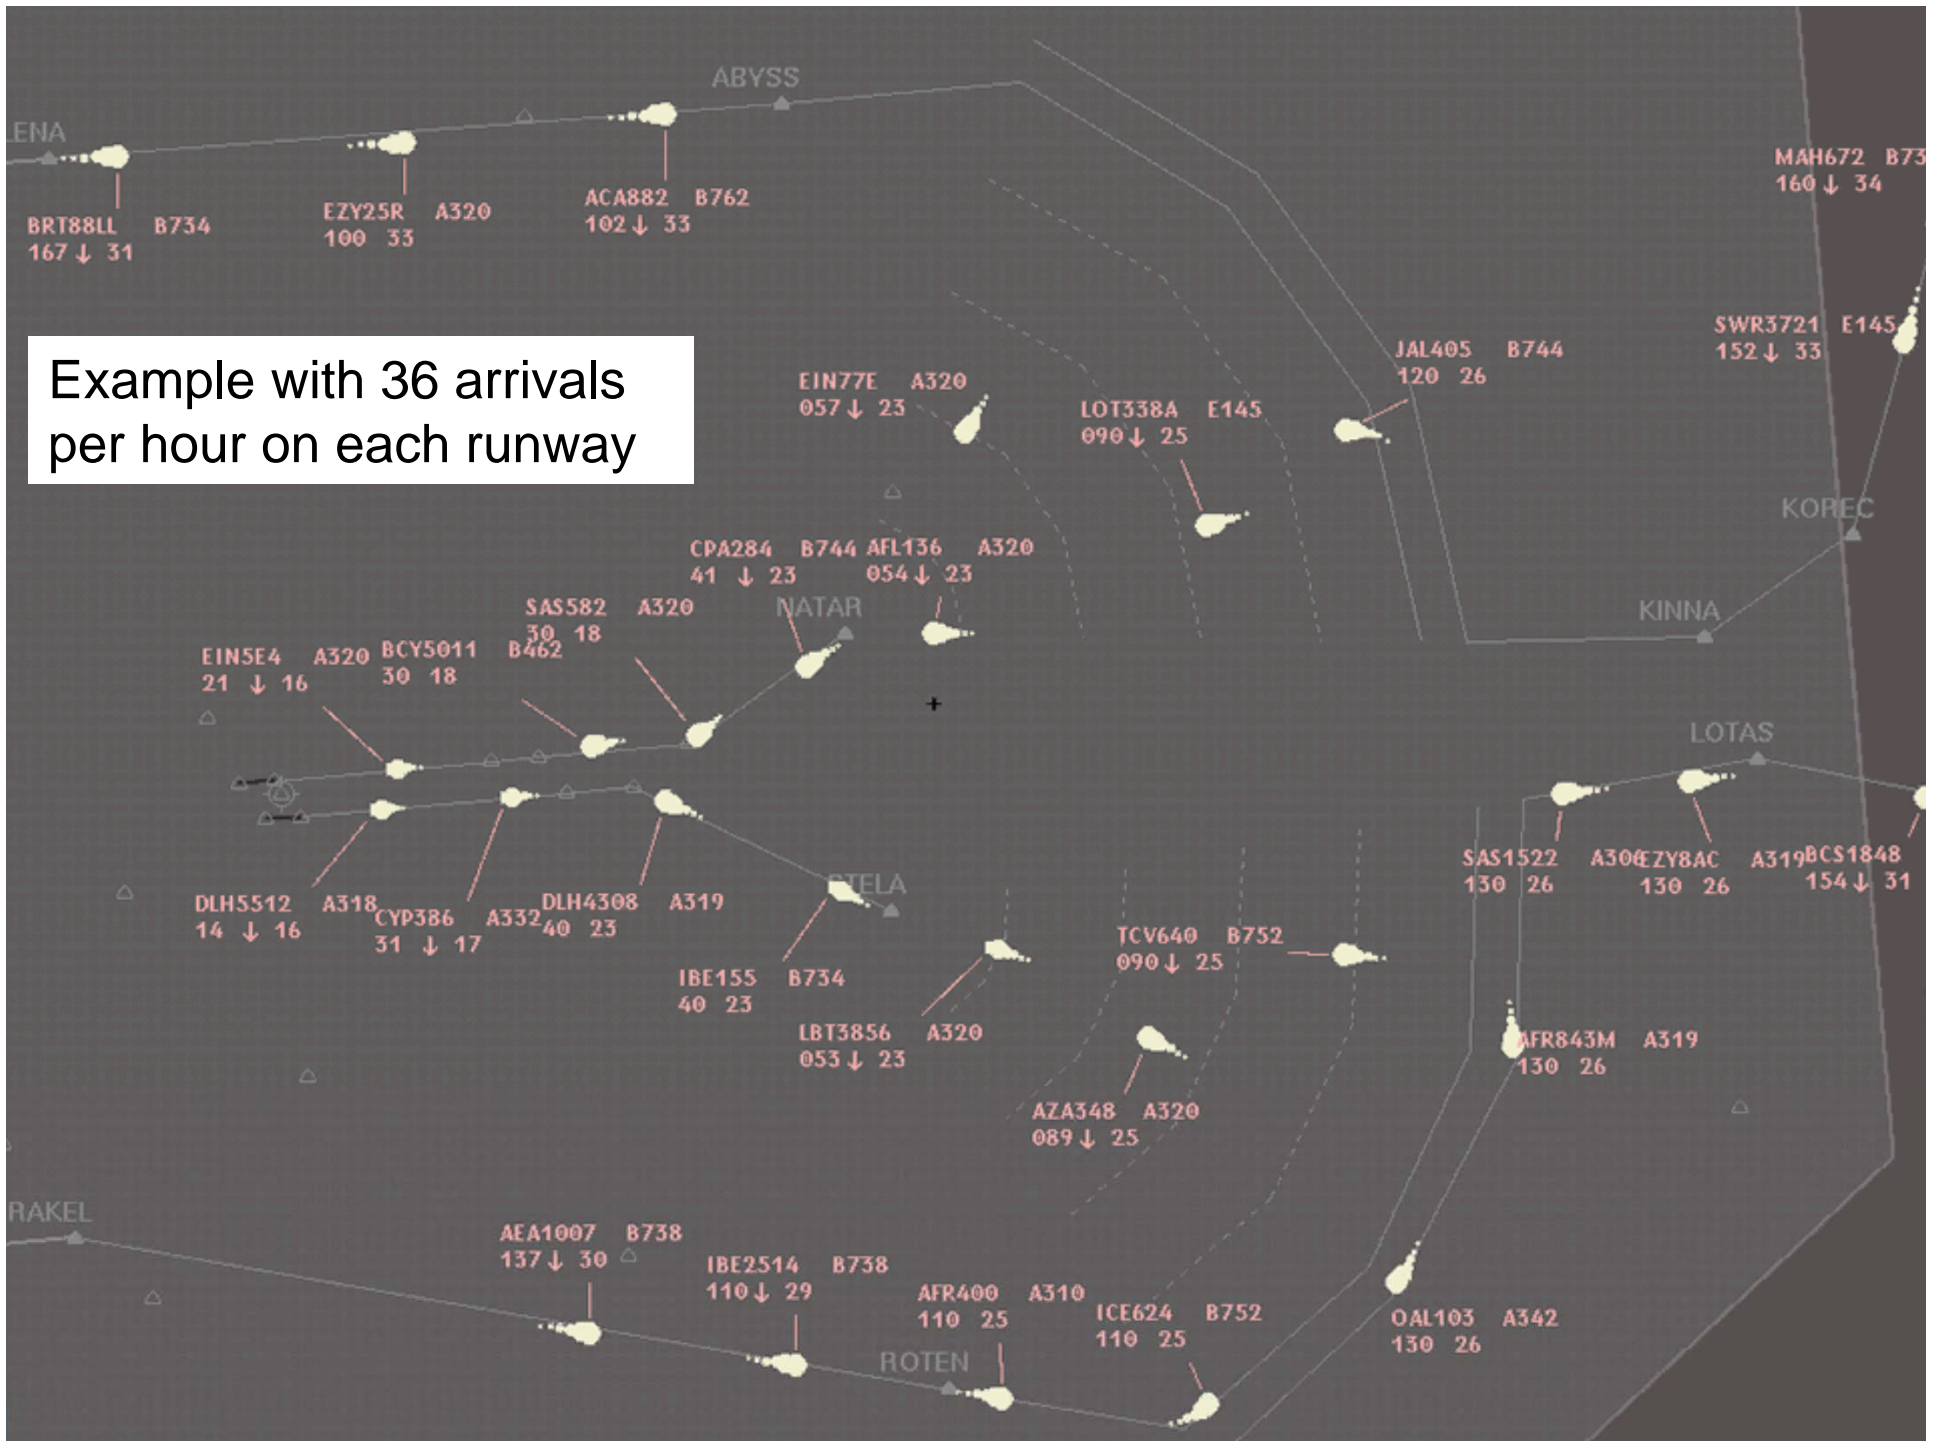 ABYSS
LENA
MAH672 B73
160↓ 34
ACA882 B762
102↓ 33
EZY25R A320
100 33
BRT88LL B734
167↓ 31
SWR3721 E145
152↓ 33
JAL405 B744
120 26
Example with 36 arrivals
per hour on each runway
EIN77E A320
057↓ 23
LOT338A E145
090↓ 25
KOREC
CPA284 B744
41 ↓ 23
AFL136 A320
054↓ 23
NATAR
KINNA
SAS582 A320
30 18
BCY5011 B462
30 18
EIN5E4 A320
21 ↓ 16
LOTAS
SAS1522 A306
130 26
EZY8AC A319
130 26
BCS1848
154↓ 31
STELA
DLH5512 A318
14 ↓ 16
CYP386 A332
31 ↓ 17
DLH4308 A319
40 23
TCV640 B752
090↓ 25
IBE155 B734
40 23
LBT3856 A320
053↓ 23
AFR843M A319
130 26
AZA348 A320
089↓ 25
RAKEL
AEA1007 B738
137↓ 30
IBE2514 B738
110↓ 29
AFR400 A310
110 25
ICE624 B752
110 25
OAL103 A342
130 26
ROTEN